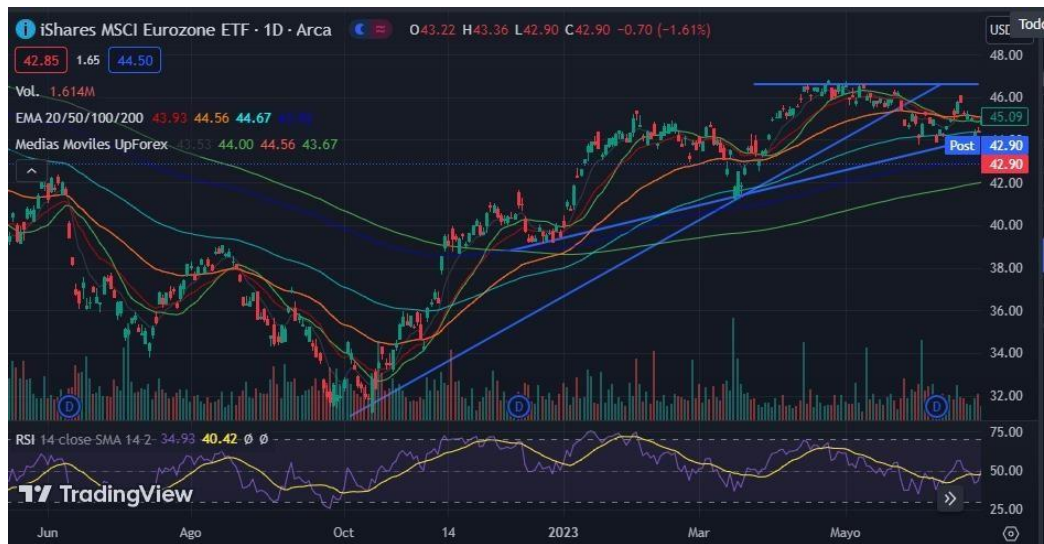 iShares MSCI Eurozone ETF · 1D · Arca O43.22 H43.36 L42.90 C42.90 -0.70 (-1.61%)
USD
Todo
42.85 1.65 44.50
Vol. 1.614M
EMA 20/50/100/200 43.93 44.56 44.67
Medias Moviles UpForex 43.53 44.00 44.56 43.67
48.00
46.00
45.09
Post 42.90
42.90
42.00
40.00
38.00
36.00
34.00
32.00
D D D
RSI 14 close SMA 14 2 34.93 40.42 Ø Ø
75.00
50.00
25.00
TradingView
Jun Ago Oct 14 2023 Mar Mayo